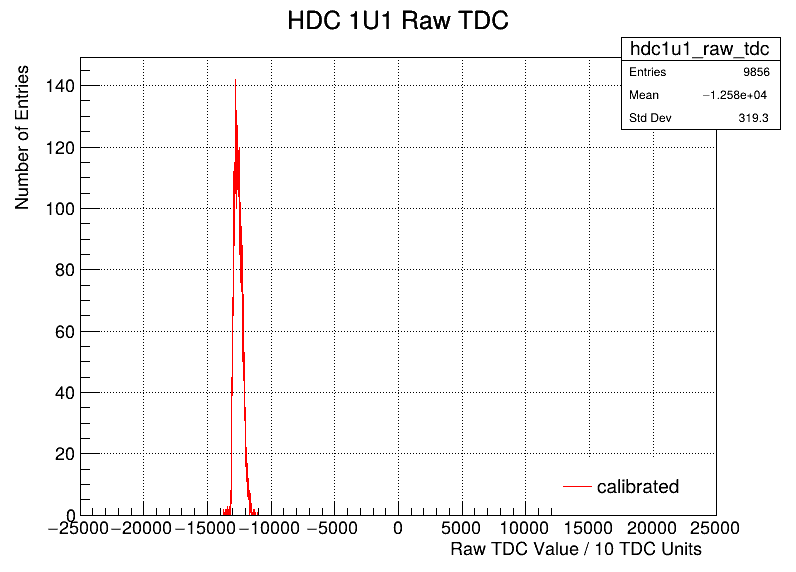 HDC 1U1 Raw TDC
hdc1u1_raw_tdc
Entries 9856
Mean −1.258e+04
Std Dev 319.3
Number of Entries
140
120
100
80
60
40
20
0
−25000 −20000 −15000 −10000 −5000 0 5000 10000 15000 20000 25000
calibrated
Raw TDC Value / 10 TDC Units